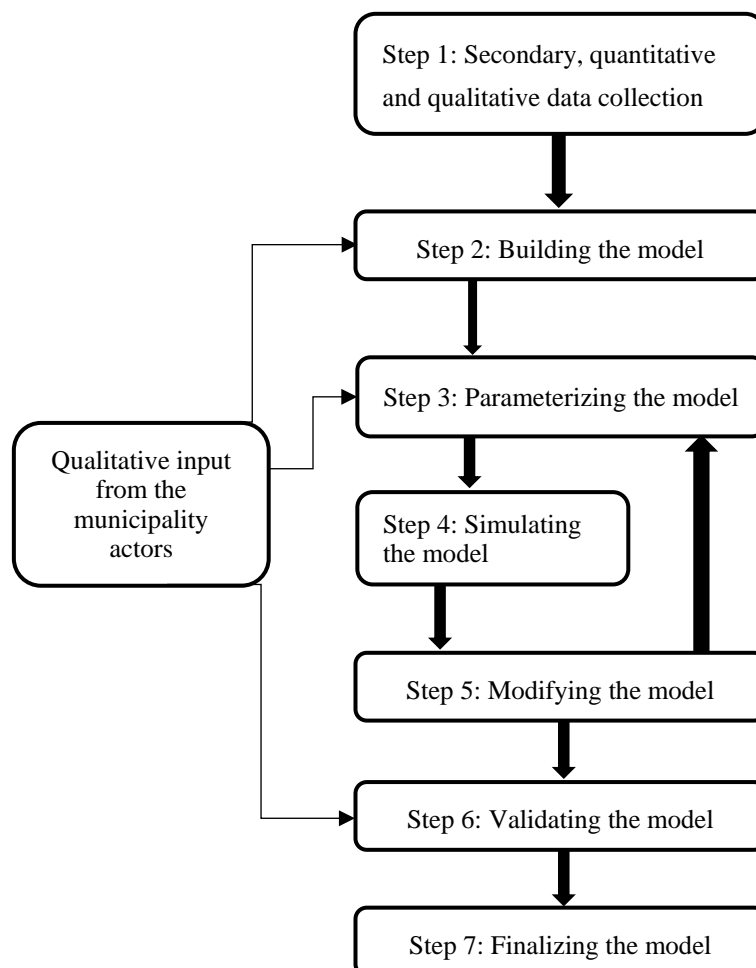 Step 1: Secondary, quantitative
and qualitative data collection
Step 2: Building the model
Step 3: Parameterizing the model
Qualitative input
from the
municipality
actors
Step 4: Simulating
the model
Step 5: Modifying the model
Step 6: Validating the model
Step 7: Finalizing the model